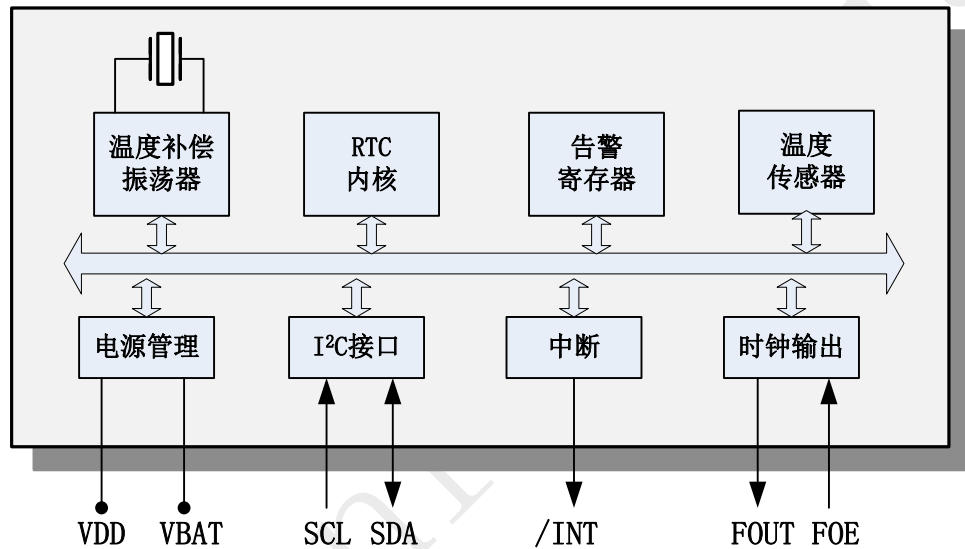 温度补偿
振荡器
RTC
内核
告警
寄存器
温度
传感器
电源管理
I²C接口
中断
时钟输出
VDD VBAT SCL SDA /INT FOUT FOE